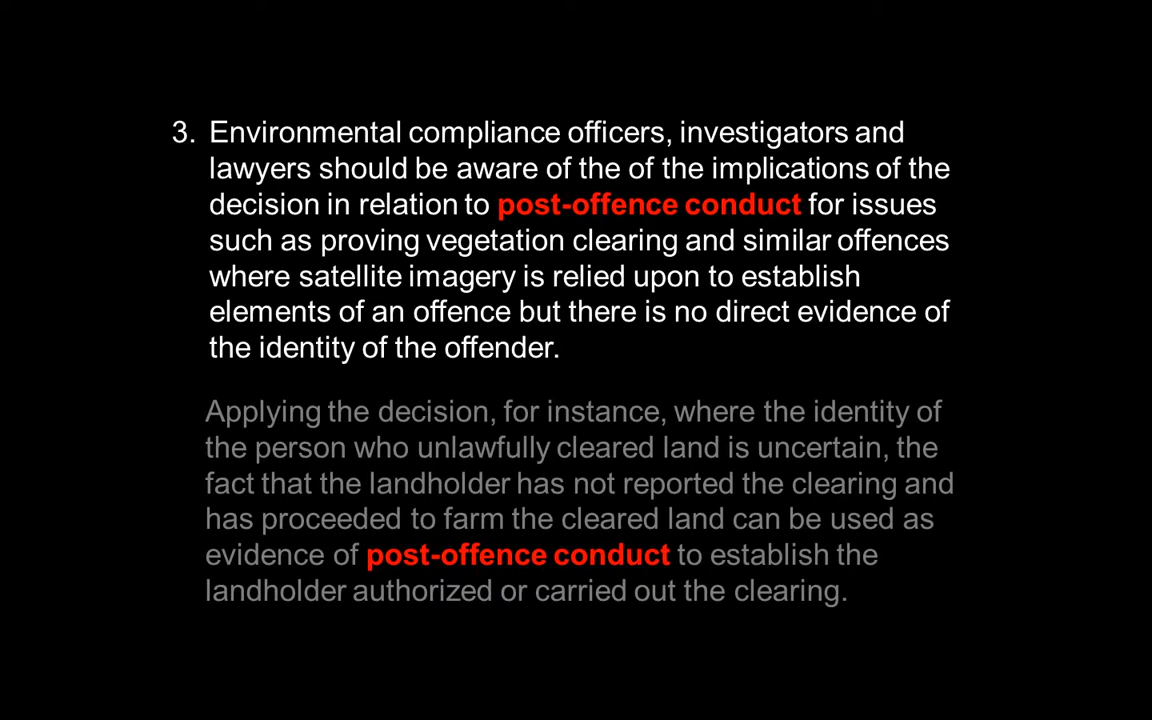 3. Environmental compliance officers, investigators and
lawyers should be aware of the of the implications of the
decision in relation to post-offence conduct for issues
such as proving vegetation clearing and similar offences
where satellite imagery is relied upon to establish
elements of an offence but there is no direct evidence of
the identity of the offender.
Applying the decision, for instance, where the identity of
the person who unlawfully cleared land is uncertain, the
fact that the landholder has not reported the clearing and
has proceeded to farm the cleared land can be used as
evidence of post-offence conduct to establish the
landholder authorized or carried out the clearing.